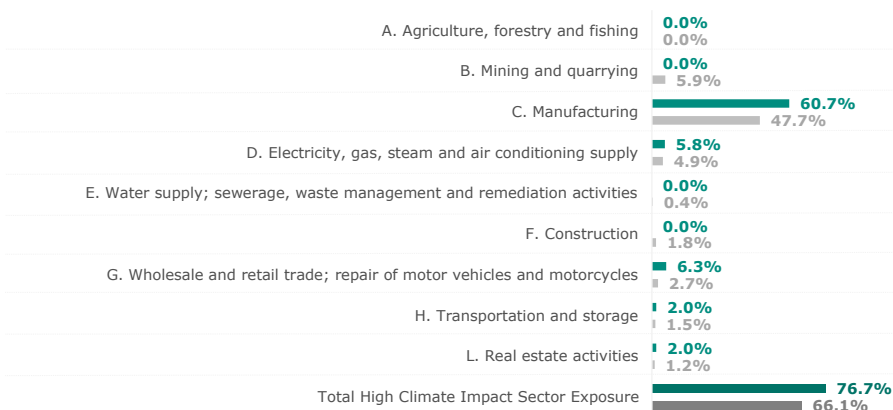 A. Agriculture, forestry and fishing
0.0%
0.0%
B. Mining and quarrying
0.0%
5.9%
C. Manufacturing
60.7%
47.7%
D. Electricity, gas, steam and air conditioning supply
5.8%
4.9%
E. Water supply; sewerage, waste management and remediation activities
0.0%
0.4%
F. Construction
0.0%
1.8%
G. Wholesale and retail trade; repair of motor vehicles and motorcycles
6.3%
2.7%
H. Transportation and storage
2.0%
1.5%
L. Real estate activities
2.0%
1.2%
Total High Climate Impact Sector Exposure
76.7%
66.1%